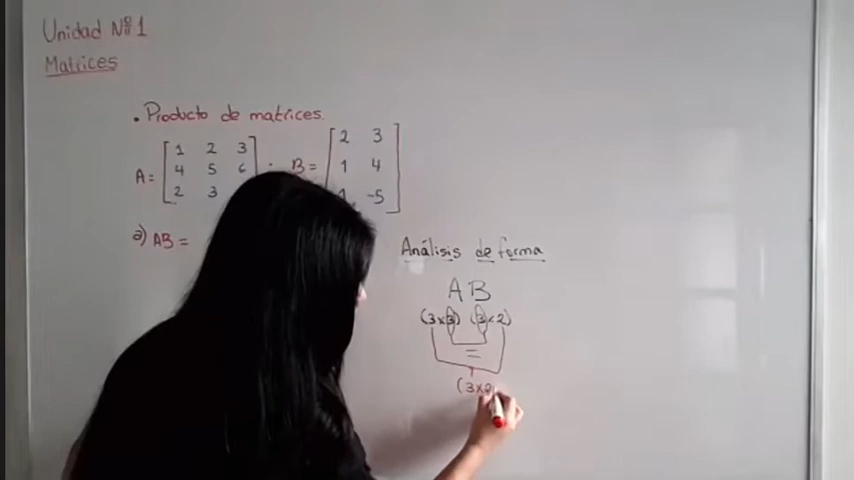 Unidad Nº1
Matrices
• Producto de matrices.
A = [ 1 2 3 ; B = [ 2 3
4 5 6 1 4
2 3 -5
a) AB =
Análisis de forma
A B
(3x3) (3x2)
=
(3x2